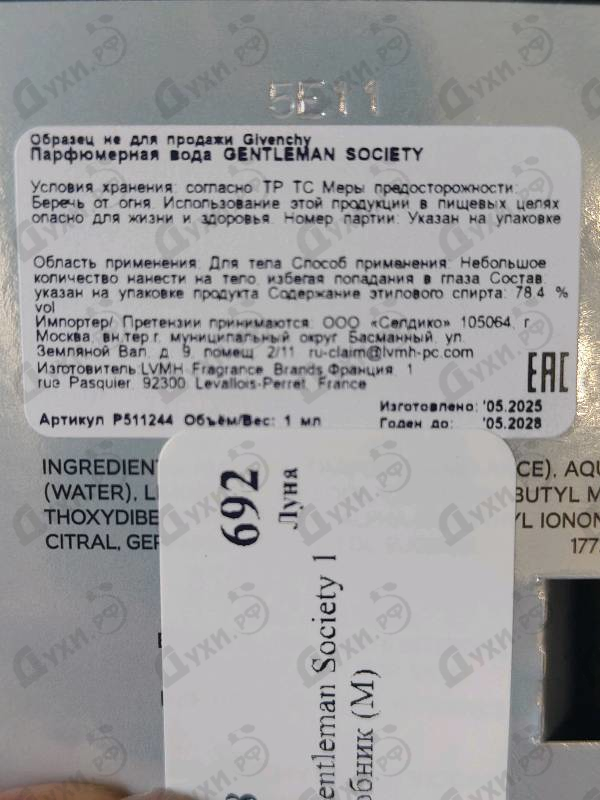 5E11
Образец не для продажи Givenchy
Парфюмерная вода GENTLEMAN SOCIETY
Условия хранения: согласно ТР ТС Меры предосторожности:
Беречь от огня. Использование этой продукции в пищевых целях
опасно для жизни и здоровья. Номер партии: Указан на упаковке
Область применения: Для тела Способ применения: Небольшое
количество нанести на тело, избегая попадания в глаза Состав
указан на упаковке продукта Содержание этилового спирта: 78.4 %
vol
Импортер/ Претензии принимаются: ООО «Селдико» 105064, г.
Москва, вн.тер.г. муниципальный округ Басманный, ул.
Земляной Вал, д. 9, помещ. 2/11 ru-claim@lvmh-pc.com
Изготовитель:LVMH Fragrance Brands.Франция, 1
rue Pasquier, 92300 Levallois-Perret, France
EAC
Артикул P511244 Объём/Вес: 1 мл
Изготовлено: '05.2025
Годен до: '05.2028
INGREDIENT
CE), AQU
(WATER), L
BUTYL M
THOXYDIBE
YL IONON
CITRAL, GE
177
692
Луна
entleman Society 1
обник (М)
Духи.рф